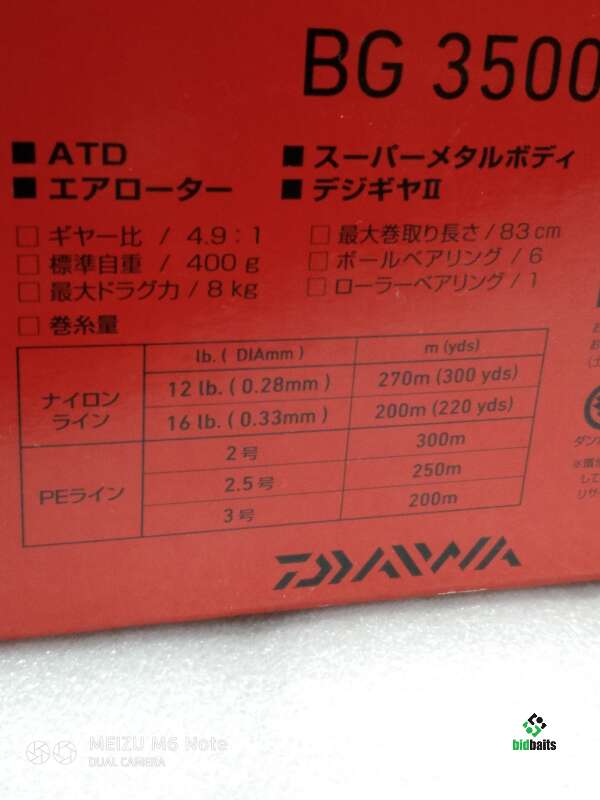 BG 3500
■ ATD
■ スーパーメタルボディ
■ エアローター
■ デジギヤⅡ
□ ギヤー比 / 4.9:1
□ 最大巻取り長さ/83cm
□ 標準自重/ 400g
□ ボールベアリング/6
□ 最大ドラグ力/8kg
□ ローラーベアリング/1
□ 巻糸量
lb.( DIAmm ) m(yds)
ナイロンライン
12 lb.(0.28mm) 270m(300 yds)
16 lb.(0.33mm) 200m(220 yds)
PEライン
2号 300m
2.5号 250m
3号 200m
DAIWA
ダン
して
リサ
MEIZU M6 Note
DUAL CAMERA
bidbaits